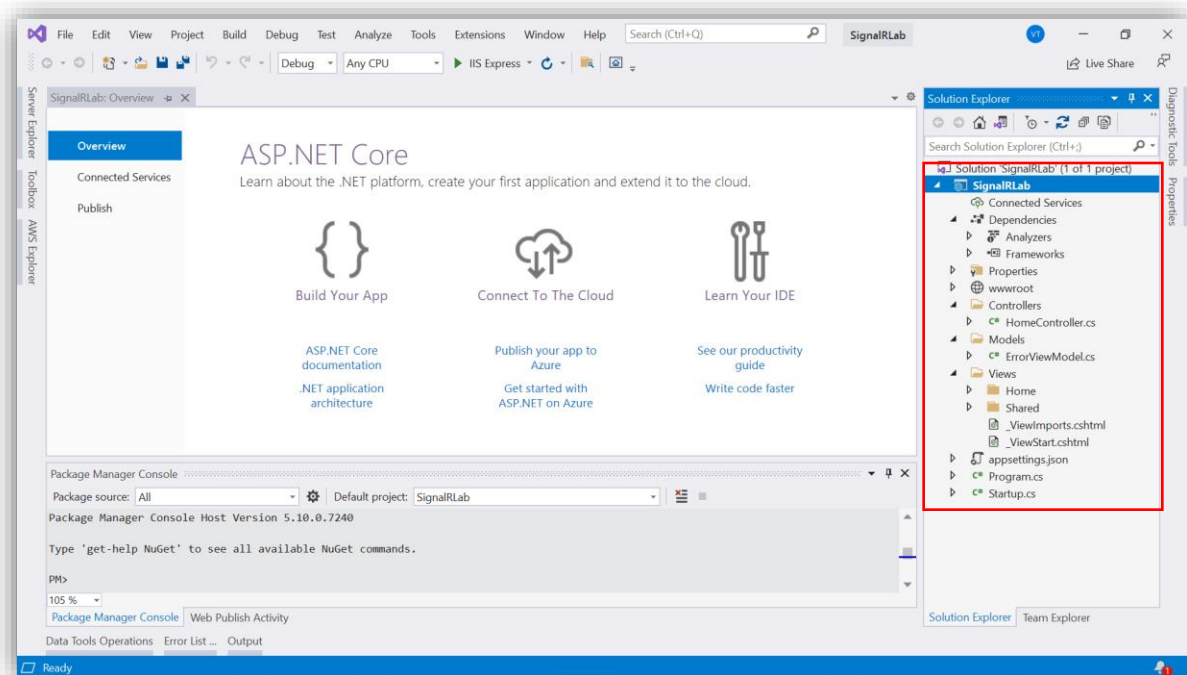 File Edit View Project Build Debug Test Analyze Tools Extensions Window Help Search (Ctrl+Q) SignalRLab VT
Debug Any CPU IIS Express Live Share
Server Explorer
Toolbox
AWS Explorer
SignalRLab: Overview
Overview
Connected Services
Publish
ASP.NET Core
Learn about the .NET platform, create your first application and extend it to the cloud.
Build Your App
Connect To The Cloud
Learn Your IDE
ASP.NET Core
documentation
.NET application
architecture
Publish your app to
Azure
Get started with
ASP.NET on Azure
See our productivity
guide
Write code faster
Package Manager Console
Package source: All Default project: SignalRLab
Package Manager Console Host Version 5.10.0.7240
Type 'get-help NuGet' to see all available NuGet commands.
PM>
105 %
Package Manager Console Web Publish Activity
Data Tools Operations Error List ... Output
Ready
Solution Explorer
Search Solution Explorer (Ctrl+;)
Solution 'SignalRLab' (1 of 1 project)
SignalRLab
Connected Services
Dependencies
Analyzers
Frameworks
Properties
wwwroot
Controllers
C# HomeController.cs
Models
C# ErrorViewModel.cs
Views
Home
Shared
_ViewImports.cshtml
_ViewStart.cshtml
appsettings.json
C# Program.cs
C# Startup.cs
Solution Explorer Team Explorer
Diagnostic Tools
Properties